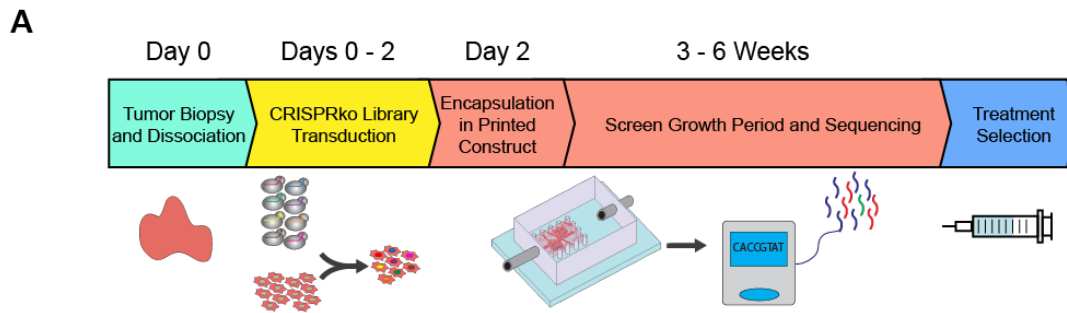 A
Day 0
Days 0 - 2
Day 2
3 - 6 Weeks
Tumor Biopsy
and Dissociation
CRISPRko Library
Transduction
Encapsulation
in Printed
Construct
Screen Growth Period and Sequencing
Treatment
Selection
CACCGTAT